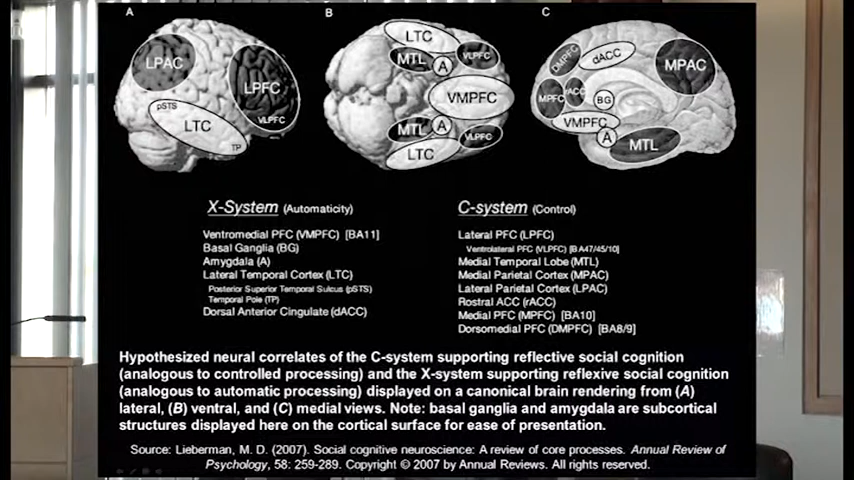 A
B
C
LPAC
LPFC
VLPFC
pSTS
LTC
TP
LTC
MTL
A
VLPFC
VMPFC
MTL
A
VLPFC
LTC
DMPFC
dACC
MPAC
MPFC
rACC
BG
VMPFC
A
MTL
X-System (Automaticity)
Ventromedial PFC (VMPFC) [BA11]
Basal Ganglia (BG)
Amygdala (A)
Lateral Temporal Cortex (LTC)
Posterior Superior Temporal Sulcus (pSTS)
Temporal Pole (TP)
Dorsal Anterior Cingulate (dACC)
C-system (Control)
Lateral PFC (LPFC)
Ventrolateral PFC (VLPFC) [BA47/45/10]
Medial Temporal Lobe (MTL)
Medial Parietal Cortex (MPAC)
Lateral Parietal Cortex (LPAC)
Rostral ACC (rACC)
Medial PFC (MPFC) [BA10]
Dorsomedial PFC (DMPFC) [BA8/9]
Hypothesized neural correlates of the C-system supporting reflective social cognition
(analogous to controlled processing) and the X-system supporting reflexive social cognition
(analogous to automatic processing) displayed on a canonical brain rendering from (A)
lateral, (B) ventral, and (C) medial views. Note: basal ganglia and amygdala are subcortical
structures displayed here on the cortical surface for ease of presentation.
Source: Lieberman, M. D. (2007). Social cognitive neuroscience: A review of core processes. Annual Review of
Psychology, 58: 259-289. Copyright © 2007 by Annual Reviews. All rights reserved.